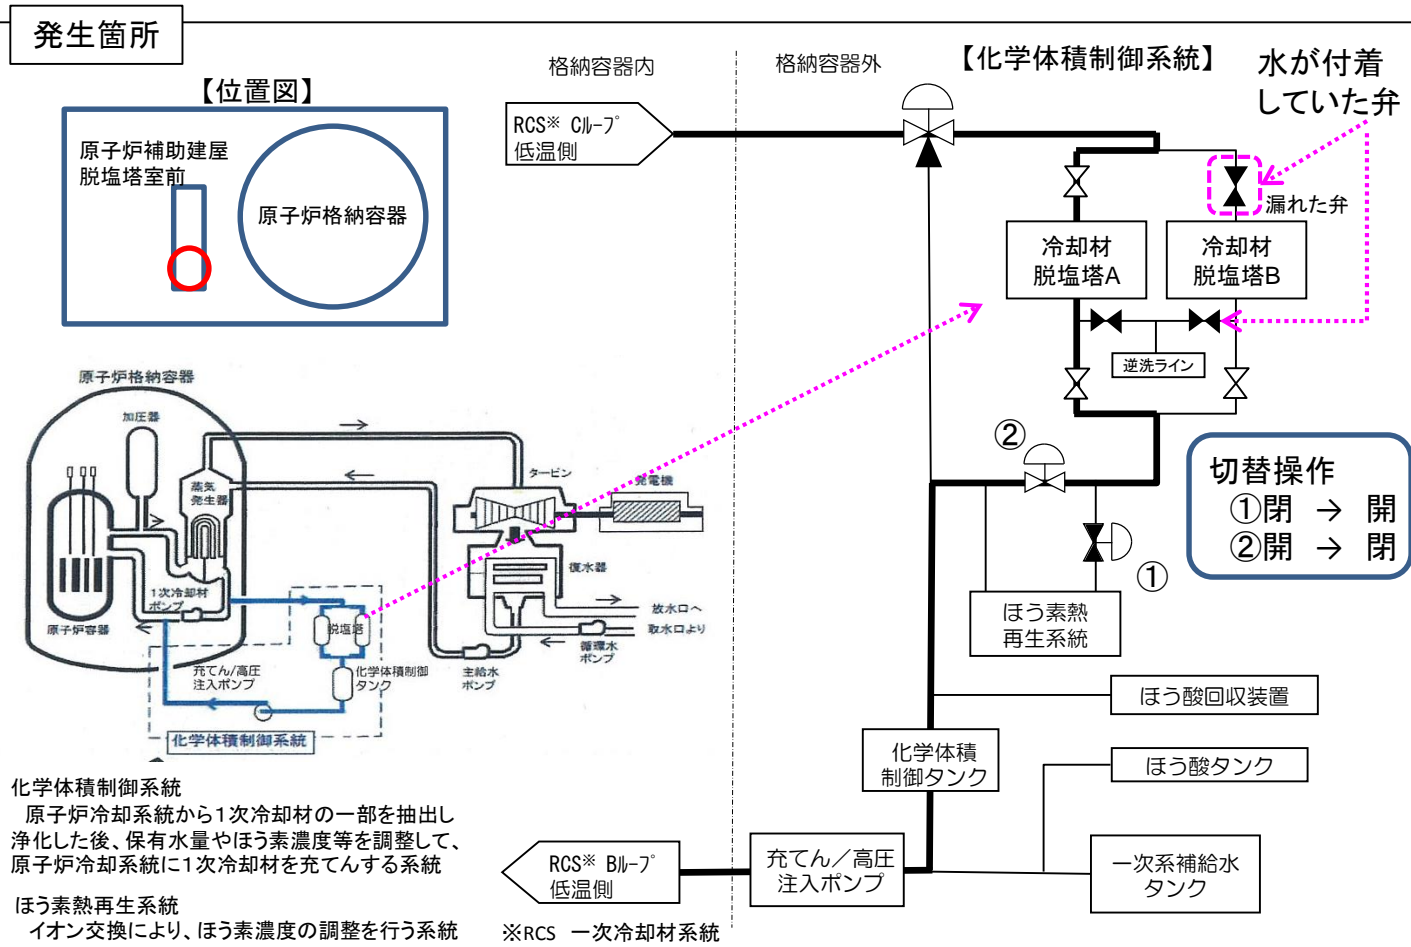 発生箇所
【位置図】
原子炉補助建屋
脱塩塔室前
原子炉格納容器
格納容器内
格納容器外
【化学体積制御系統】
水が付着
していた弁
RCS※ Cループ
低温側
漏れた弁
冷却材
脱塩塔A
冷却材
脱塩塔B
逆洗ライン
②
①
切替操作
①閉 → 開
②開 → 閉
ほう素熱
再生系統
ほう酸回収装置
化学体積
制御タンク
ほう酸タンク
RCS※ Bループ
低温側
充てん／高圧
注入ポンプ
一次系補給水
タンク
※RCS 一次冷却材系統
原子炉格納容器
加圧器
蒸気
発生器
タービン
発電機
復水器
1次冷却材
ポンプ
原子炉容器
脱塩塔
放水口へ
取水口より
循環水
ポンプ
主給水
ポンプ
充てん/高圧
注入ポンプ
化学体積制御
タンク
化学体積制御系統
化学体積制御系統
原子炉冷却系統から1次冷却材の一部を抽出し
浄化した後、保有水量やほう素濃度等を調整して、
原子炉冷却系統に1次冷却材を充てんする系統
ほう素熱再生系統
イオン交換により、ほう素濃度の調整を行う系統